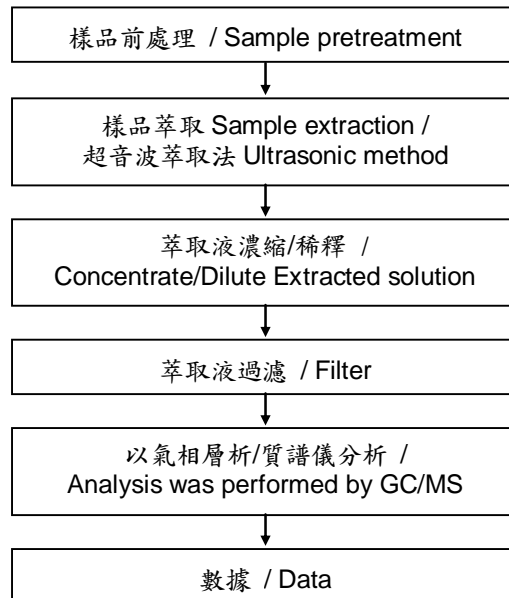 樣品前處理 / Sample pretreatment
樣品萃取 Sample extraction /
超音波萃取法 Ultrasonic method
萃取液濃縮/稀釋 /
Concentrate/Dilute Extracted solution
萃取液過濾 / Filter
以氣相層析/質譜儀分析 /
Analysis was performed by GC/MS
數據 / Data